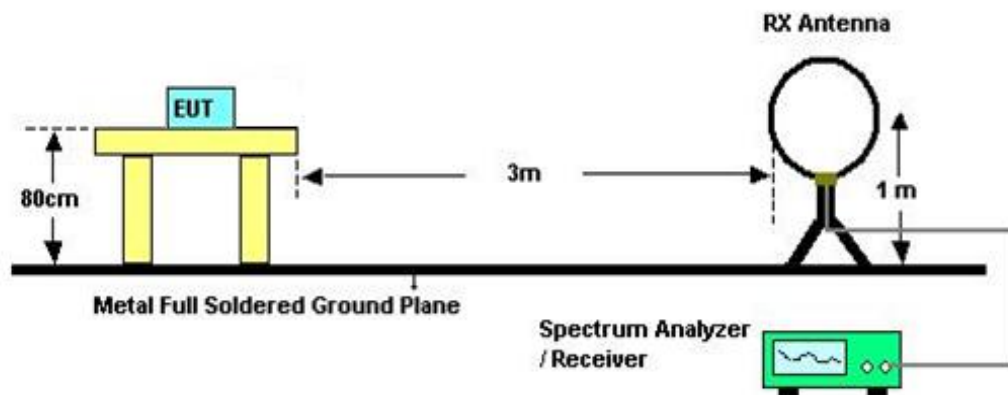 RX Antenna
EUT
80cm
3m
1 m
Metal Full Soldered Ground Plane
Spectrum Analyzer
/ Receiver